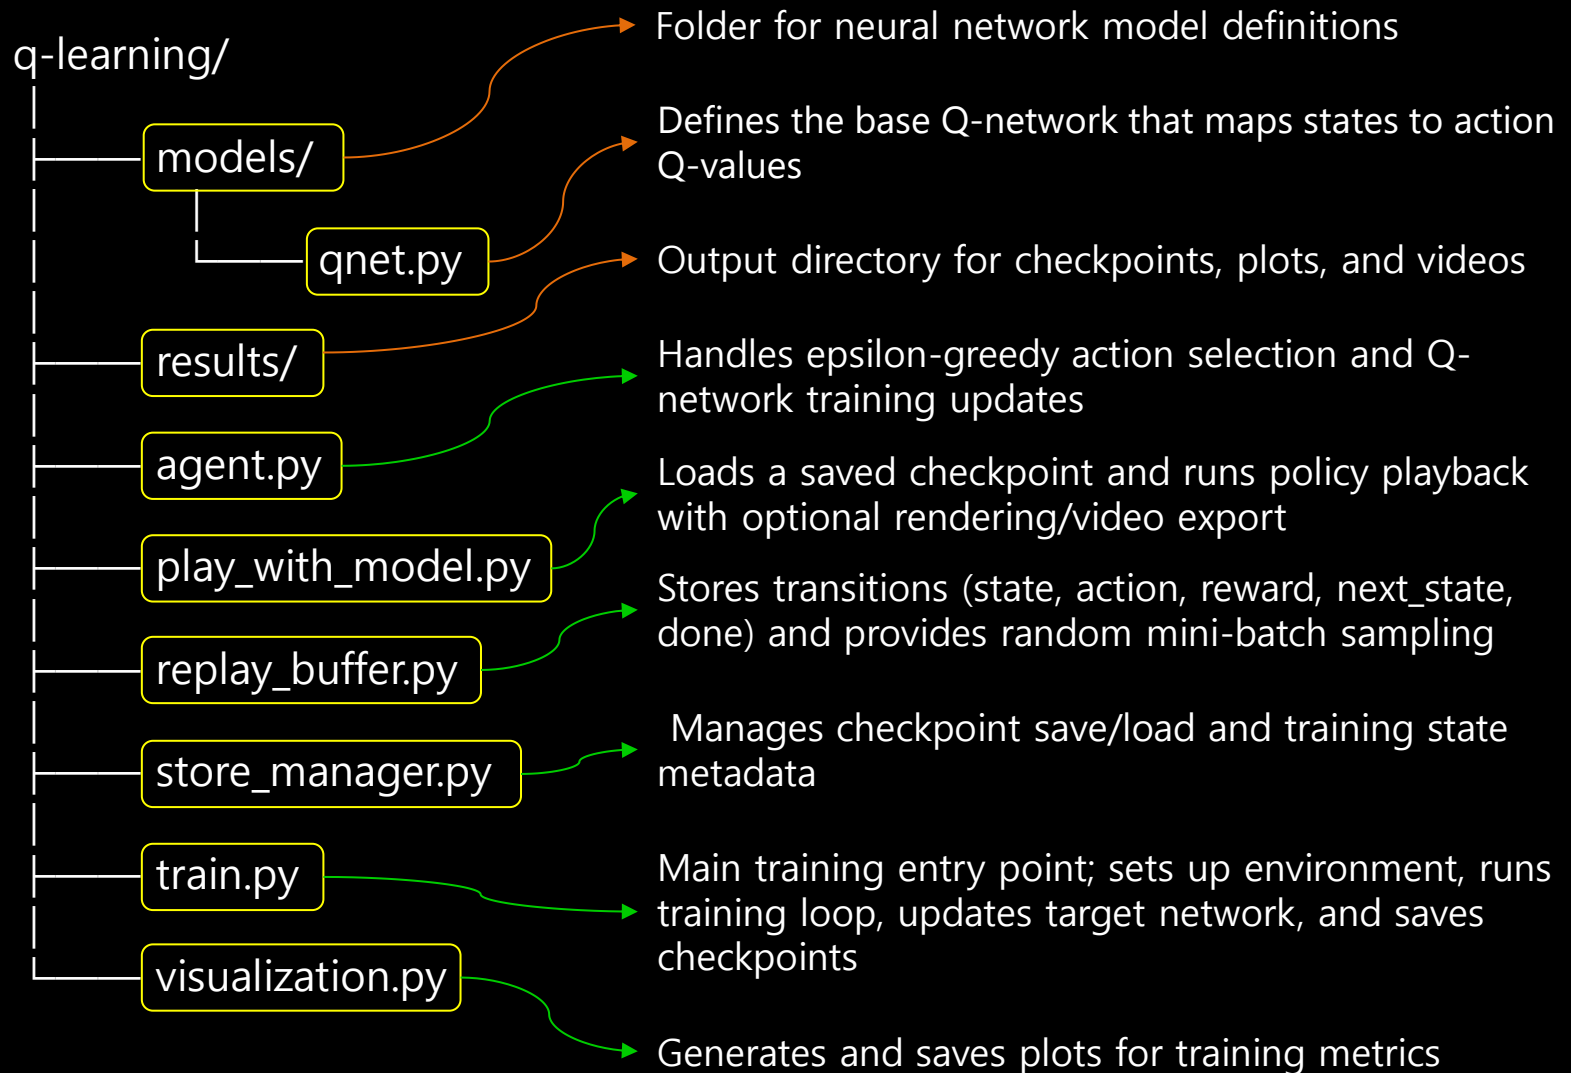 q-learning/
models/
qnet.py
results/
agent.py
play_with_model.py
replay_buffer.py
store_manager.py
train.py
visualization.py
Folder for neural network model definitions
Defines the base Q-network that maps states to action
Q-values
Output directory for checkpoints, plots, and videos
Handles epsilon-greedy action selection and Q-
network training updates
Loads a saved checkpoint and runs policy playback
with optional rendering/video export
Stores transitions (state, action, reward, next_state,
done) and provides random mini-batch sampling
Manages checkpoint save/load and training state
metadata
Main training entry point; sets up environment, runs
training loop, updates target network, and saves
checkpoints
Generates and saves plots for training metrics